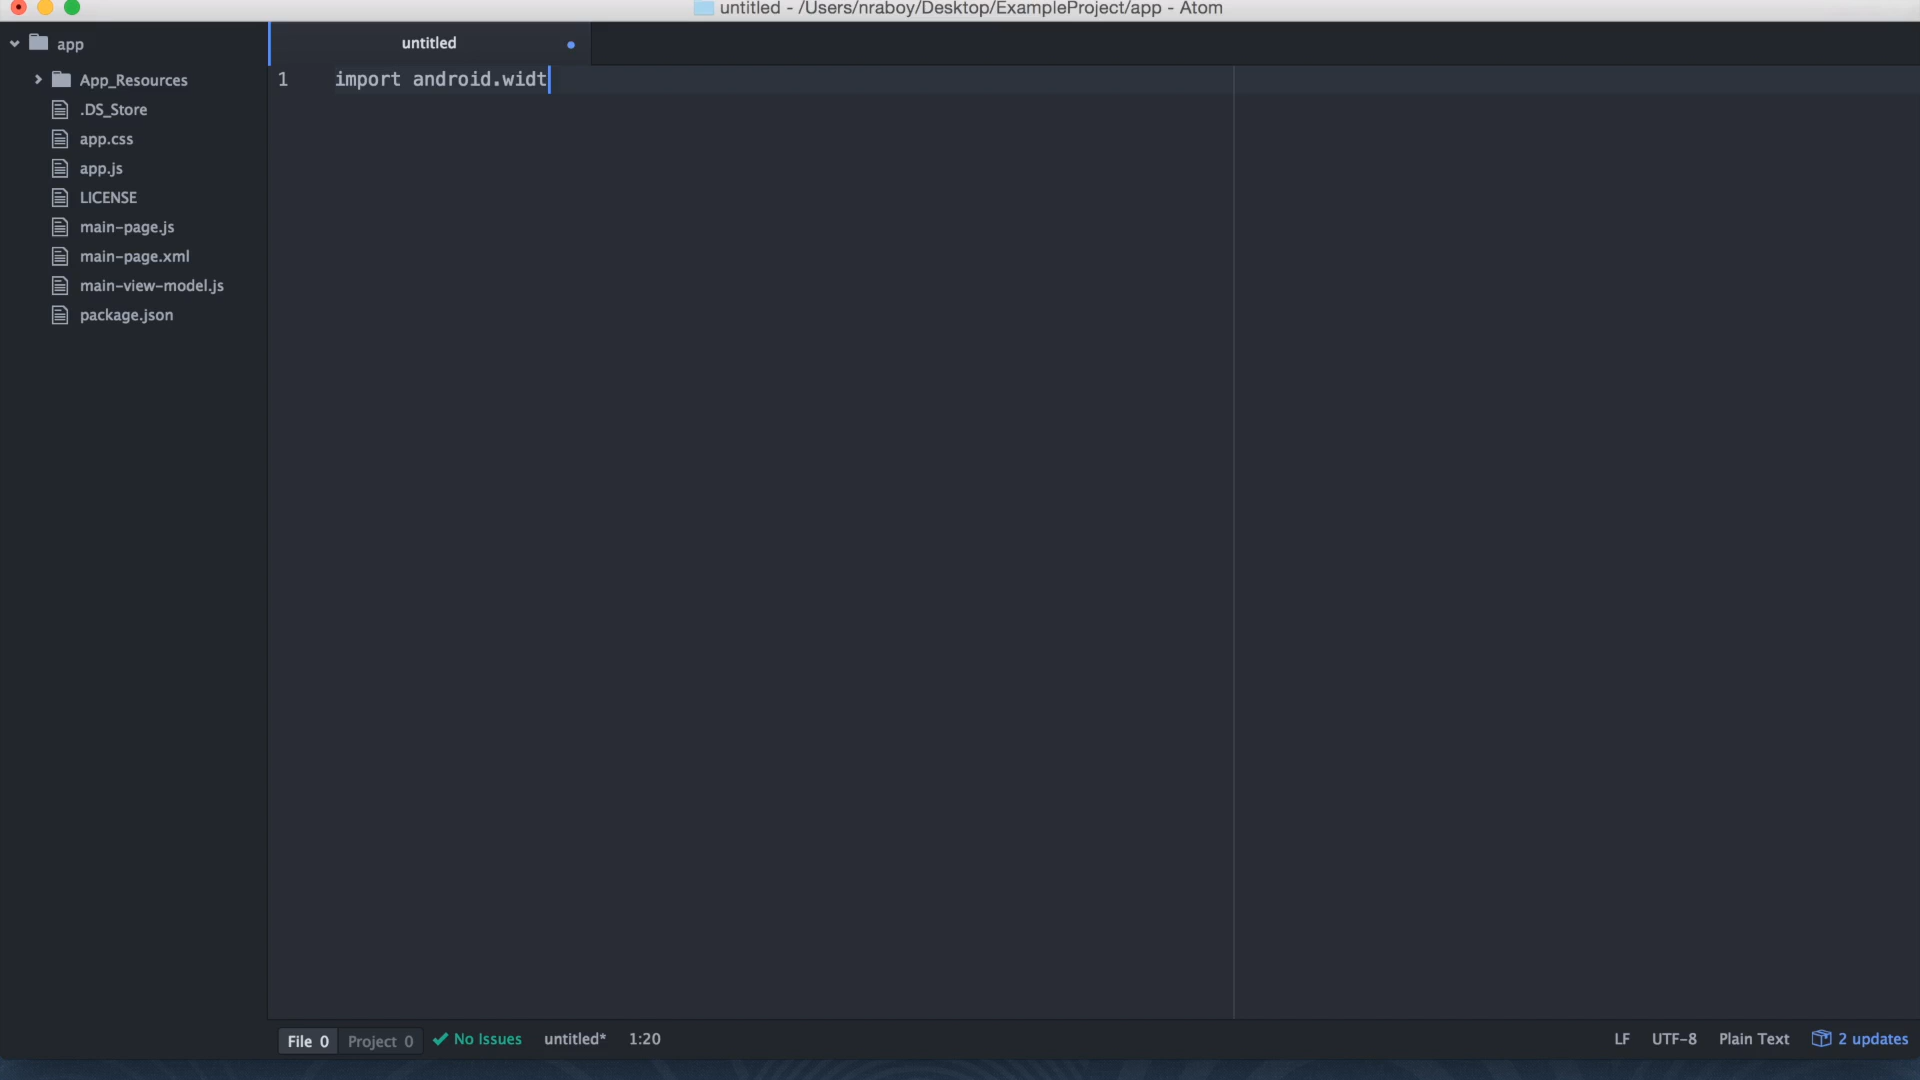 untitled - /Users/nraboy/Desktop/ExampleProject/app - Atom
app
App_Resources
.DS_Store
app.css
app.js
LICENSE
main-page.js
main-page.xml
main-view-model.js
package.json
untitled
1 import android.widt
File 0 Project 0 No Issues untitled* 1:20 LF UTF-8 Plain Text 2 updates